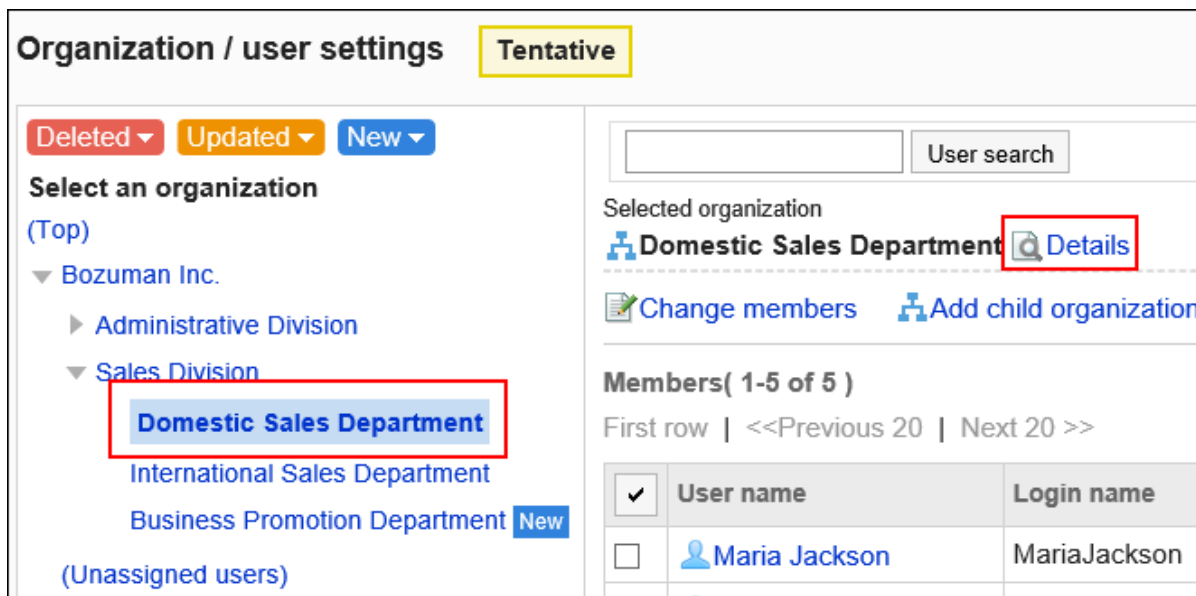 Organization / user settings Tentative
Deleted Updated New
Select an organization
(Top)
Bozuman Inc.
Administrative Division
Sales Division
Domestic Sales Department
International Sales Department
Business Promotion Department New
(Unassigned users)
User search
Selected organization
Domestic Sales Department Details
Change members Add child organization
Members( 1-5 of 5 )
First row | <<Previous 20 | Next 20 >>
User name Login name
Maria Jackson MariaJackson